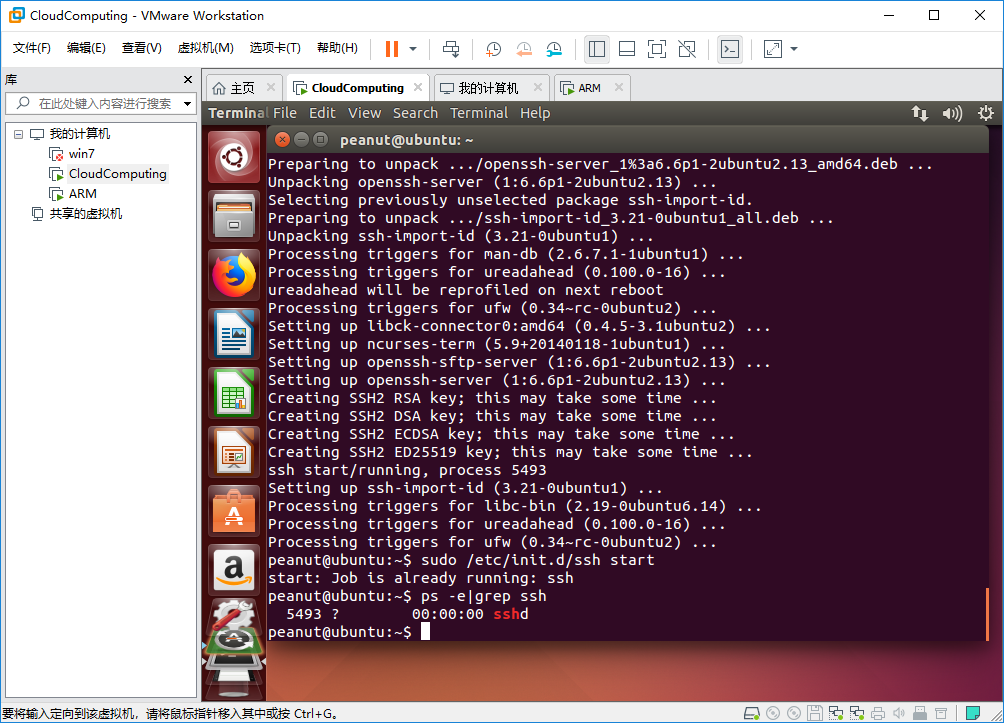 CloudComputing - VMware Workstation
文件(F) 编辑(E) 查看(V) 虚拟机(M) 选项卡(T) 帮助(H)
库
在此处键入内容进行搜索
我的计算机
win7
CloudComputing
ARM
共享的虚拟机
主页 CloudComputing 我的计算机 ARM
Terminal File Edit View Search Terminal Help
peanut@ubuntu: ~
Preparing to unpack .../openssh-server_1%3a6.6p1-2ubuntu2.13_amd64.deb ...
Unpacking openssh-server (1:6.6p1-2ubuntu2.13) ...
Selecting previously unselected package ssh-import-id.
Preparing to unpack .../ssh-import-id_3.21-0ubuntu1_all.deb ...
Unpacking ssh-import-id (3.21-0ubuntu1) ...
Processing triggers for man-db (2.6.7.1-1ubuntu1) ...
Processing triggers for ureadahead (0.100.0-16) ...
ureadahead will be reprofiled on next reboot
Processing triggers for ufw (0.34~rc-0ubuntu2) ...
Setting up libck-connector0:amd64 (0.4.5-3.1ubuntu2) ...
Setting up ncurses-term (5.9+20140118-1ubuntu1) ...
Setting up openssh-sftp-server (1:6.6p1-2ubuntu2.13) ...
Setting up openssh-server (1:6.6p1-2ubuntu2.13) ...
Creating SSH2 RSA key; this may take some time ...
Creating SSH2 DSA key; this may take some time ...
Creating SSH2 ECDSA key; this may take some time ...
Creating SSH2 ED25519 key; this may take some time ...
ssh start/running, process 5493
Setting up ssh-import-id (3.21-0ubuntu1) ...
Processing triggers for libc-bin (2.19-0ubuntu6.14) ...
Processing triggers for ureadahead (0.100.0-16) ...
Processing triggers for ufw (0.34~rc-0ubuntu2) ...
peanut@ubuntu:~$ sudo /etc/init.d/ssh start
start: Job is already running: ssh
peanut@ubuntu:~$ ps -e|grep ssh
5493 ? 00:00:00 sshd
peanut@ubuntu:~$
要将输入定向到该虚拟机，请将鼠标指针移入其中或按 Ctrl+G。